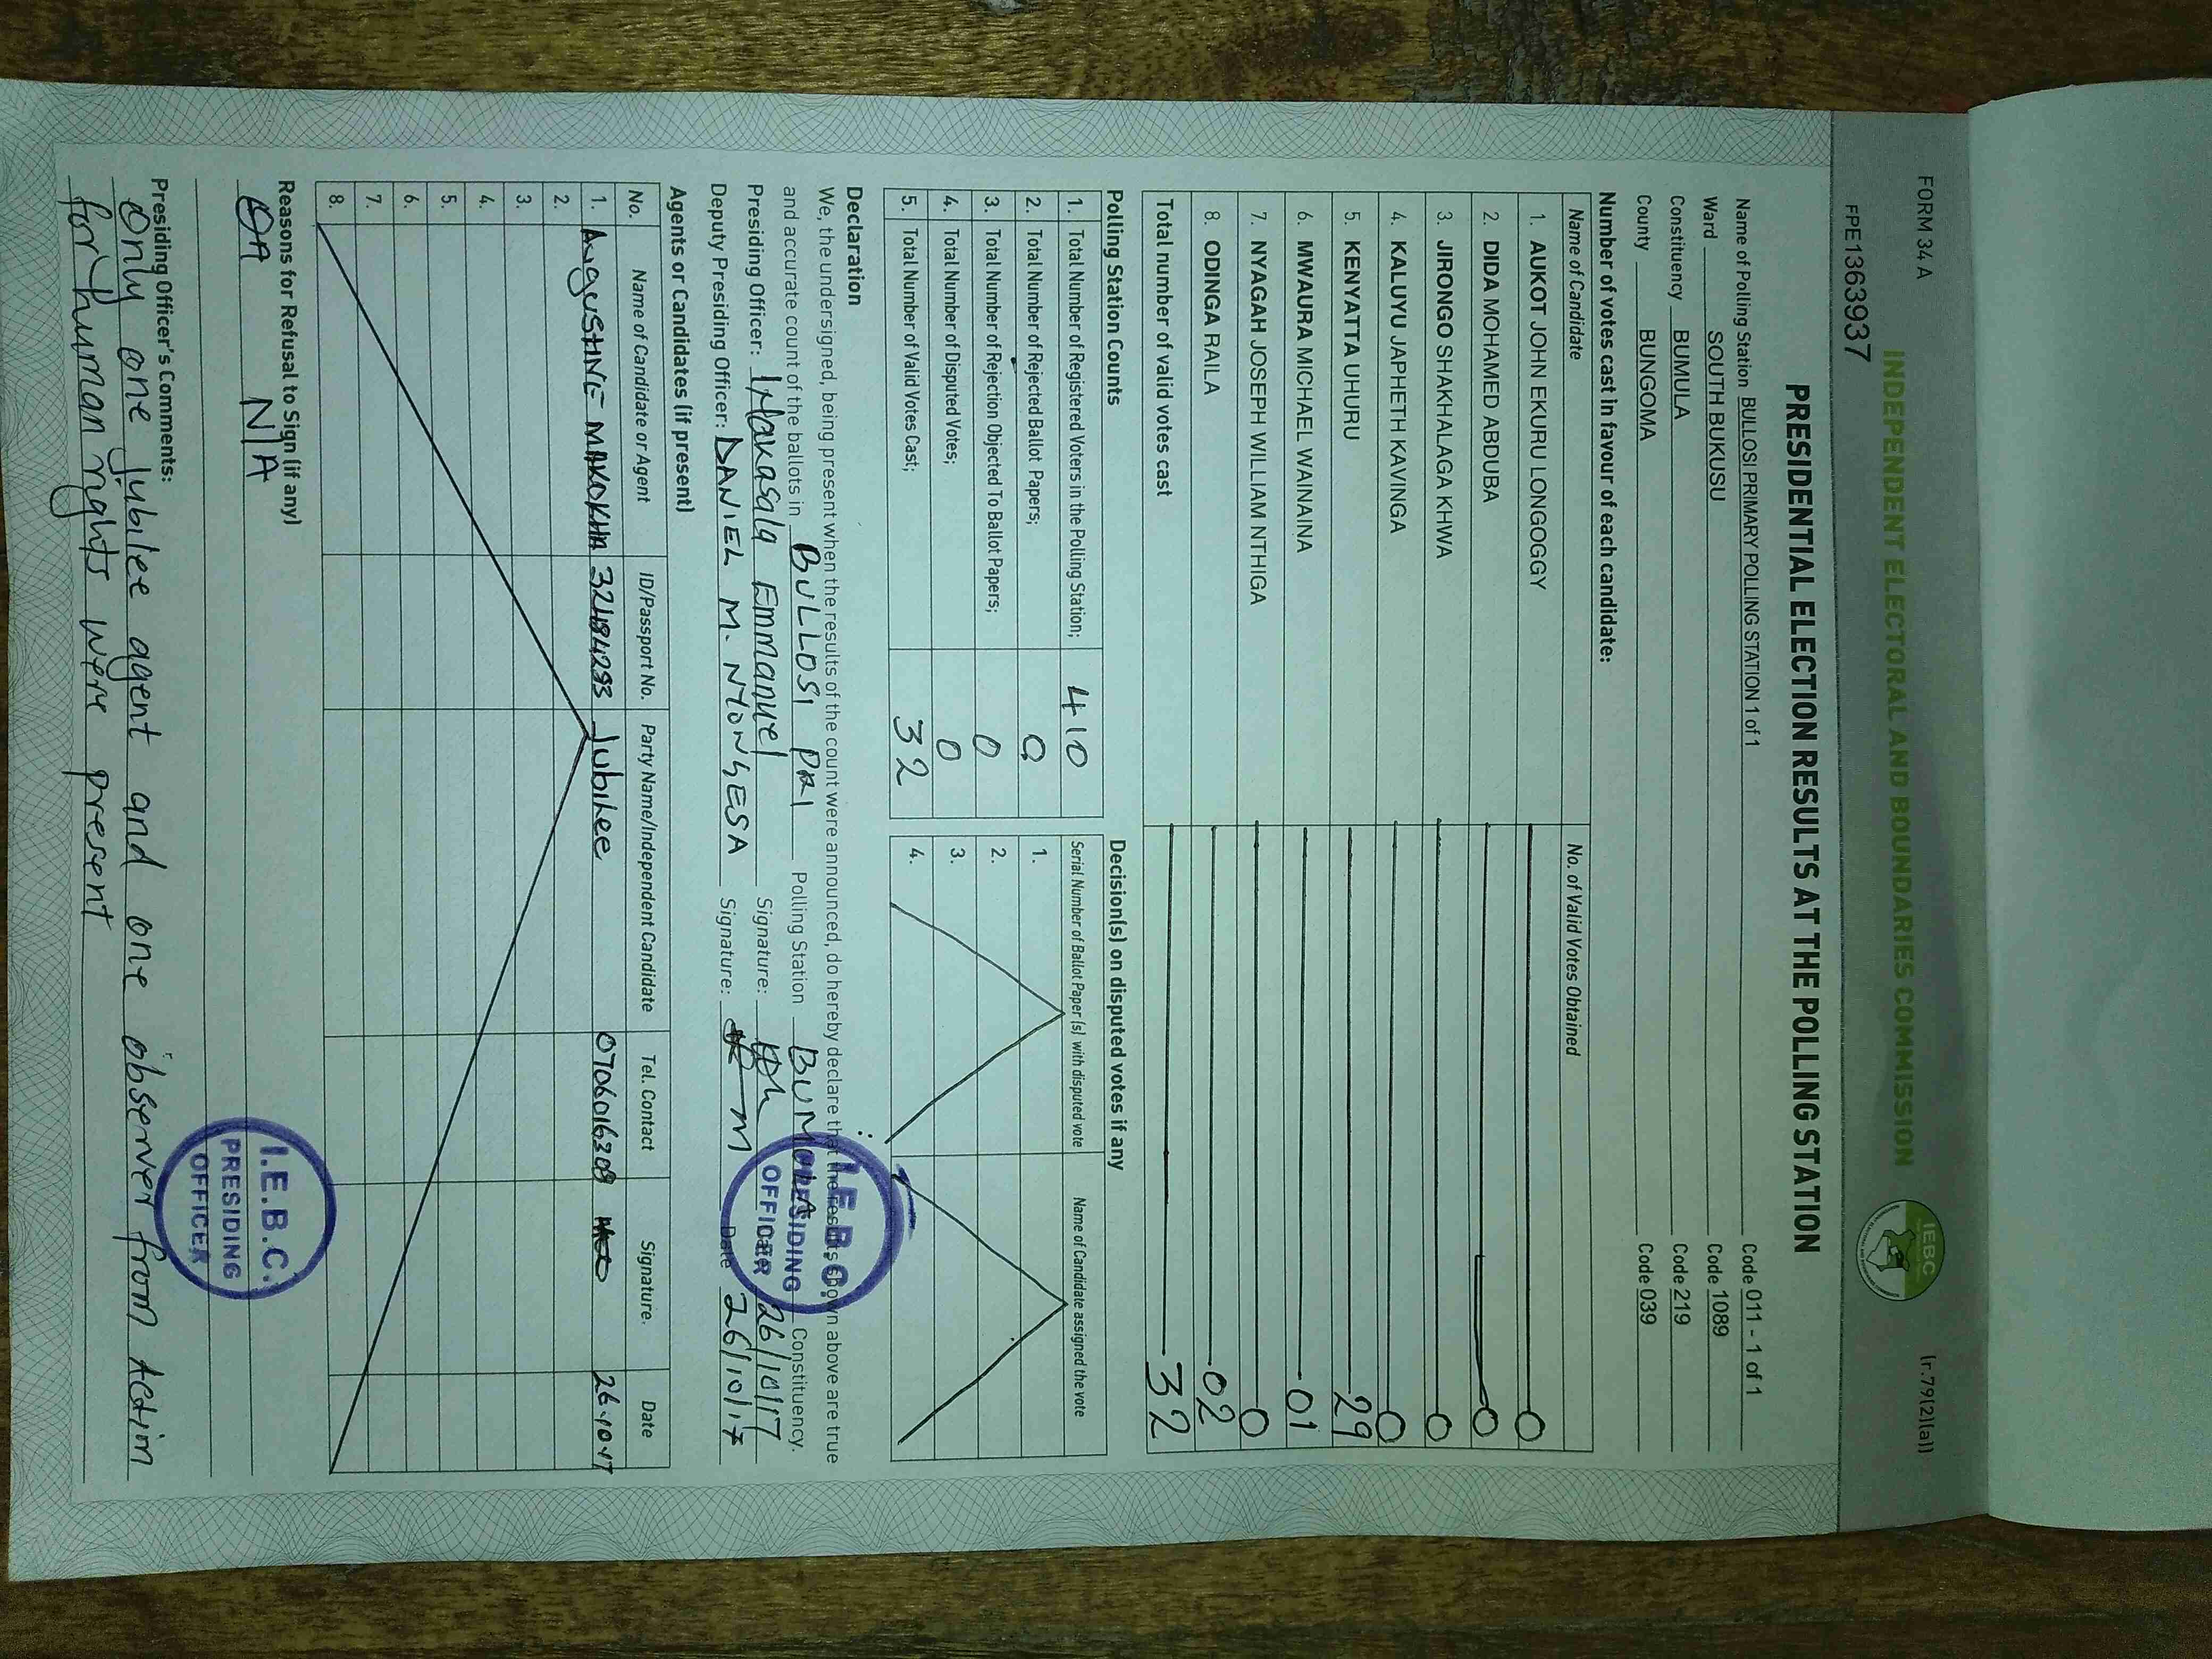 FORM 34 A
(r.79(2)(a))
INDEPENDENT ELECTORAL AND BOUNDARIES COMMISSION
IEBC
FPE1363937
PRESIDENTIAL ELECTION RESULTS AT THE POLLING STATION
Name of Polling Station BULLOSI PRIMARY POLLING STATION 1 of 1 Code 011 - 1 of 1
Ward SOUTH BUKUSU Code 1089
Constituency BUMULA Code 219
County BUNGOMA Code 039
Number of votes cast in favour of each candidate:
Name of Candidate No. of Valid Votes Obtained
1. AUKOT JOHN EKURU LONGOGGY 0
2. DIDA MOHAMED ABDUBA 0
3. JIRONGO SHAKHALAGA KHWA 0
4. KALUYU JAPHETH KAVINGA 0
5. KENYATTA UHURU 29
6. MWAURA MICHAEL WAINAINA 01
7. NYAGAH JOSEPH WILLIAM NTHIGA 0
8. ODINGA RAILA 02
Total number of valid votes cast 32
Polling Station Counts
1. Total Number of Registered Voters in the Polling Station; 410
2. Total Number of Rejected Ballot Papers; 0
3. Total Number of Rejection Objected To Ballot Papers; 0
4. Total Number of Disputed Votes; 0
5. Total Number of Valid Votes Cast; 32
Decision(s) on disputed votes if any
Serial Number of Ballot Paper (s) with disputed vote Name of Candidate assigned the vote
1.
2.
3.
4.
Declaration
We, the undersigned, being present when the results of the count were announced, do hereby declare that the results shown above are true
and accurate count of the ballots in BULLOSI PRI Polling Station BUMULA Constituency.
Presiding Officer: Emmanuel Signature: Date 26/10/17
Deputy Presiding Officer: DANIEL M. Signature: Date 26/10/17
I.E.B.C.
PRESIDING
OFFICER
Agents or Candidates (if present)
No. Name of Candidate or Agent ID/Passport No. Party Name/Independent Candidate Tel. Contact Signature. Date
1. AUGUSTINE MAKOKHA Jubilee 0706016308 26.10.17
2.
3.
4.
5.
6.
7.
8.
Reasons for Refusal to Sign (if any)
N/A
I.E.B.C.
PRESIDING
OFFICER
Presiding Officer's Comments:
Only one jubilee agent and one observer from Action
for human rights were present